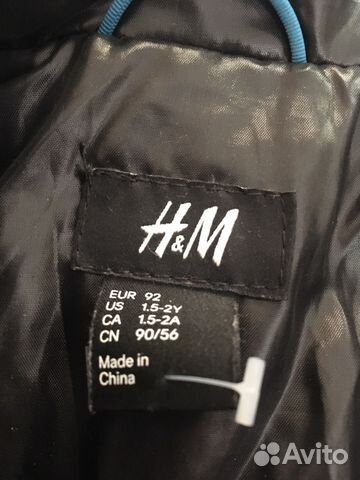 H&M
EUR 92
US 1.5-2Y
CA 1.5-2A
CN 90/56
Made in
China
Avito